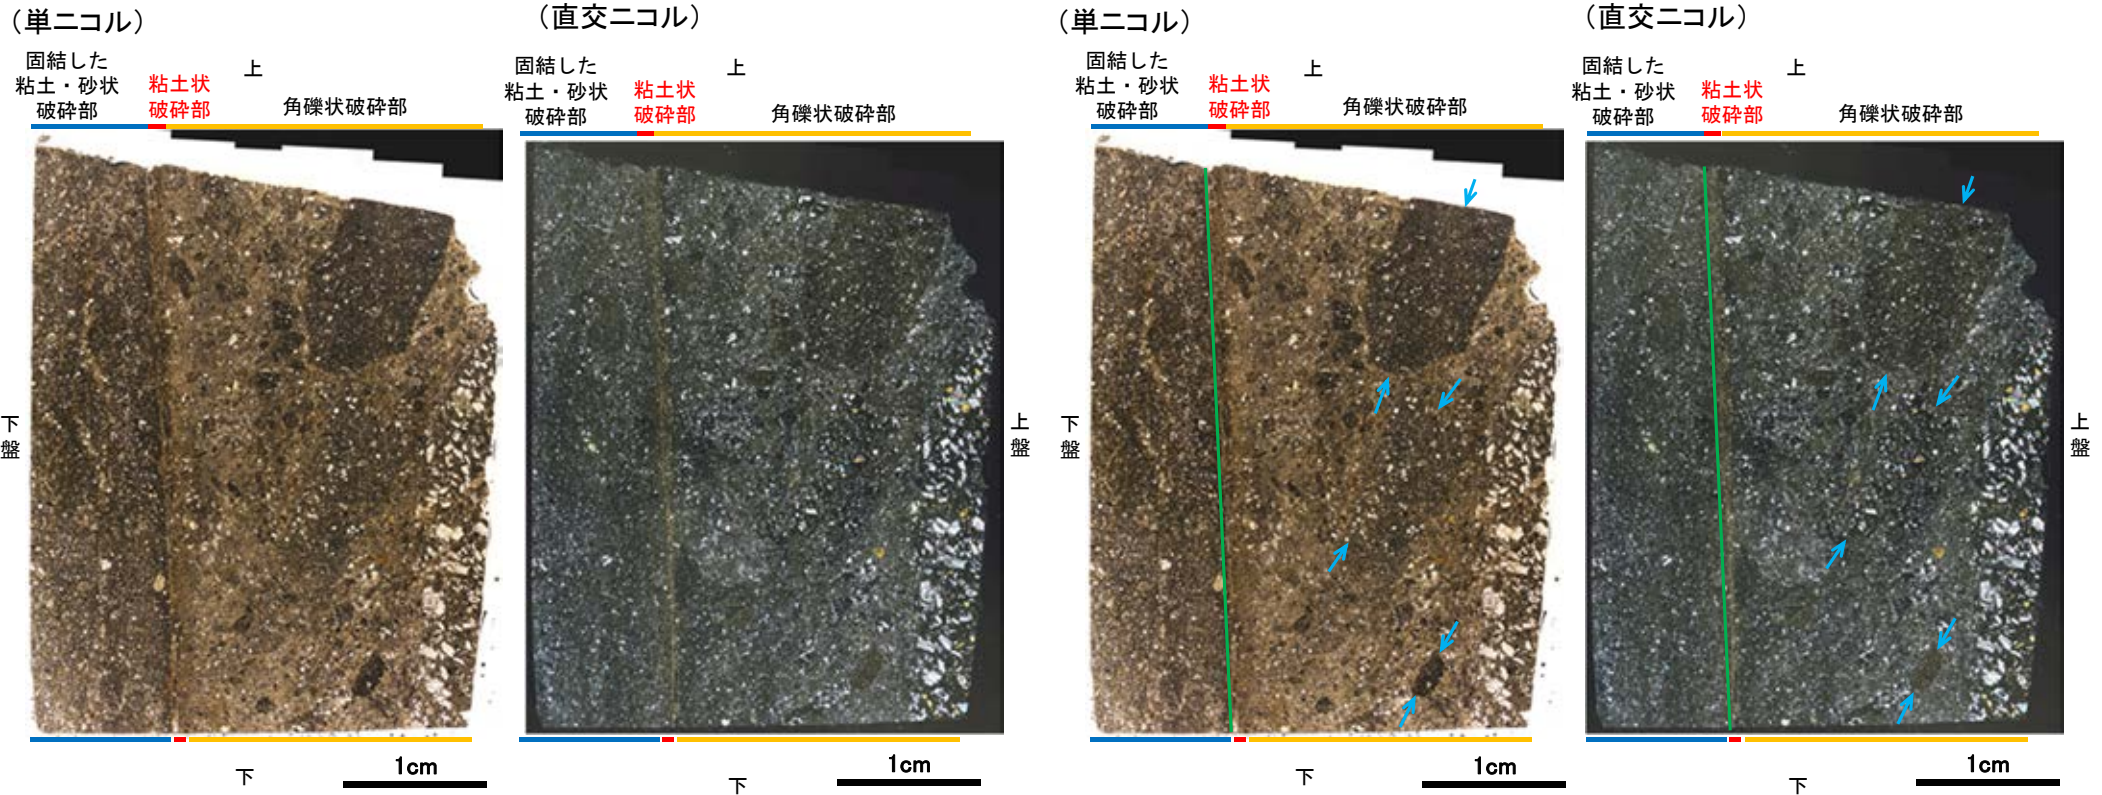 （単ニコル）
固結した
粘土・砂状
破砕部
粘土状
破砕部
上
角礫状破砕部
下
盤
下
1cm
（直交ニコル）
固結した
粘土・砂状
破砕部
粘土状
破砕部
上
角礫状破砕部
上
盤
下
1cm
（単ニコル）
固結した
粘土・砂状
破砕部
粘土状
破砕部
上
角礫状破砕部
下
盤
下
1cm
（直交ニコル）
固結した
粘土・砂状
破砕部
粘土状
破砕部
上
角礫状破砕部
上
盤
下
1cm